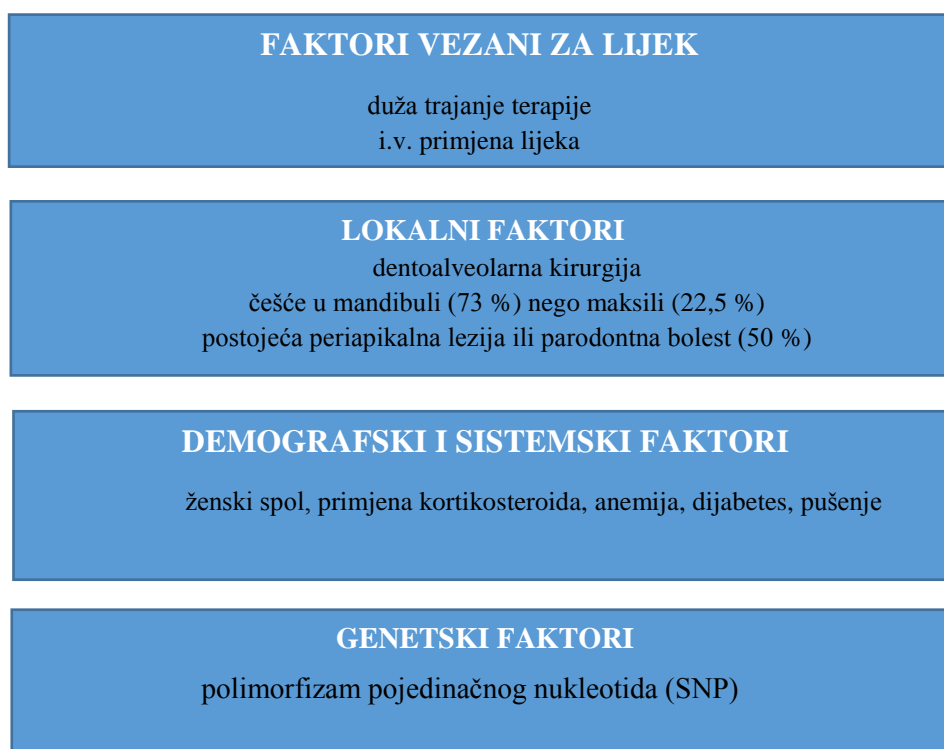 FAKTORI VEZANI ZA LIJEK
duža trajanje terapije
i.v. primjena lijeka
LOKALNI FAKTORI
dentoalveolarna kirurgija
češće u mandibuli (73 %) nego maksili (22,5 %)
postojeća periapikalna lezija ili parodontna bolest (50 %)
DEMOGRAFSKI I SISTEMSKI FAKTORI
ženski spol, primjena kortikosteroida, anemija, dijabetes, pušenje
GENETSKI FAKTORI
polimorfizam pojedinačnog nukleotida (SNP)